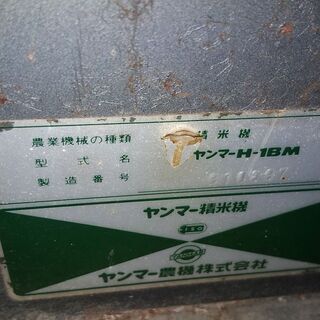 農業機械の種類 精米機
型式名 ヤンマーH-1BM
製造番号
ヤンマー精米機
ヤンマー農機株式会社